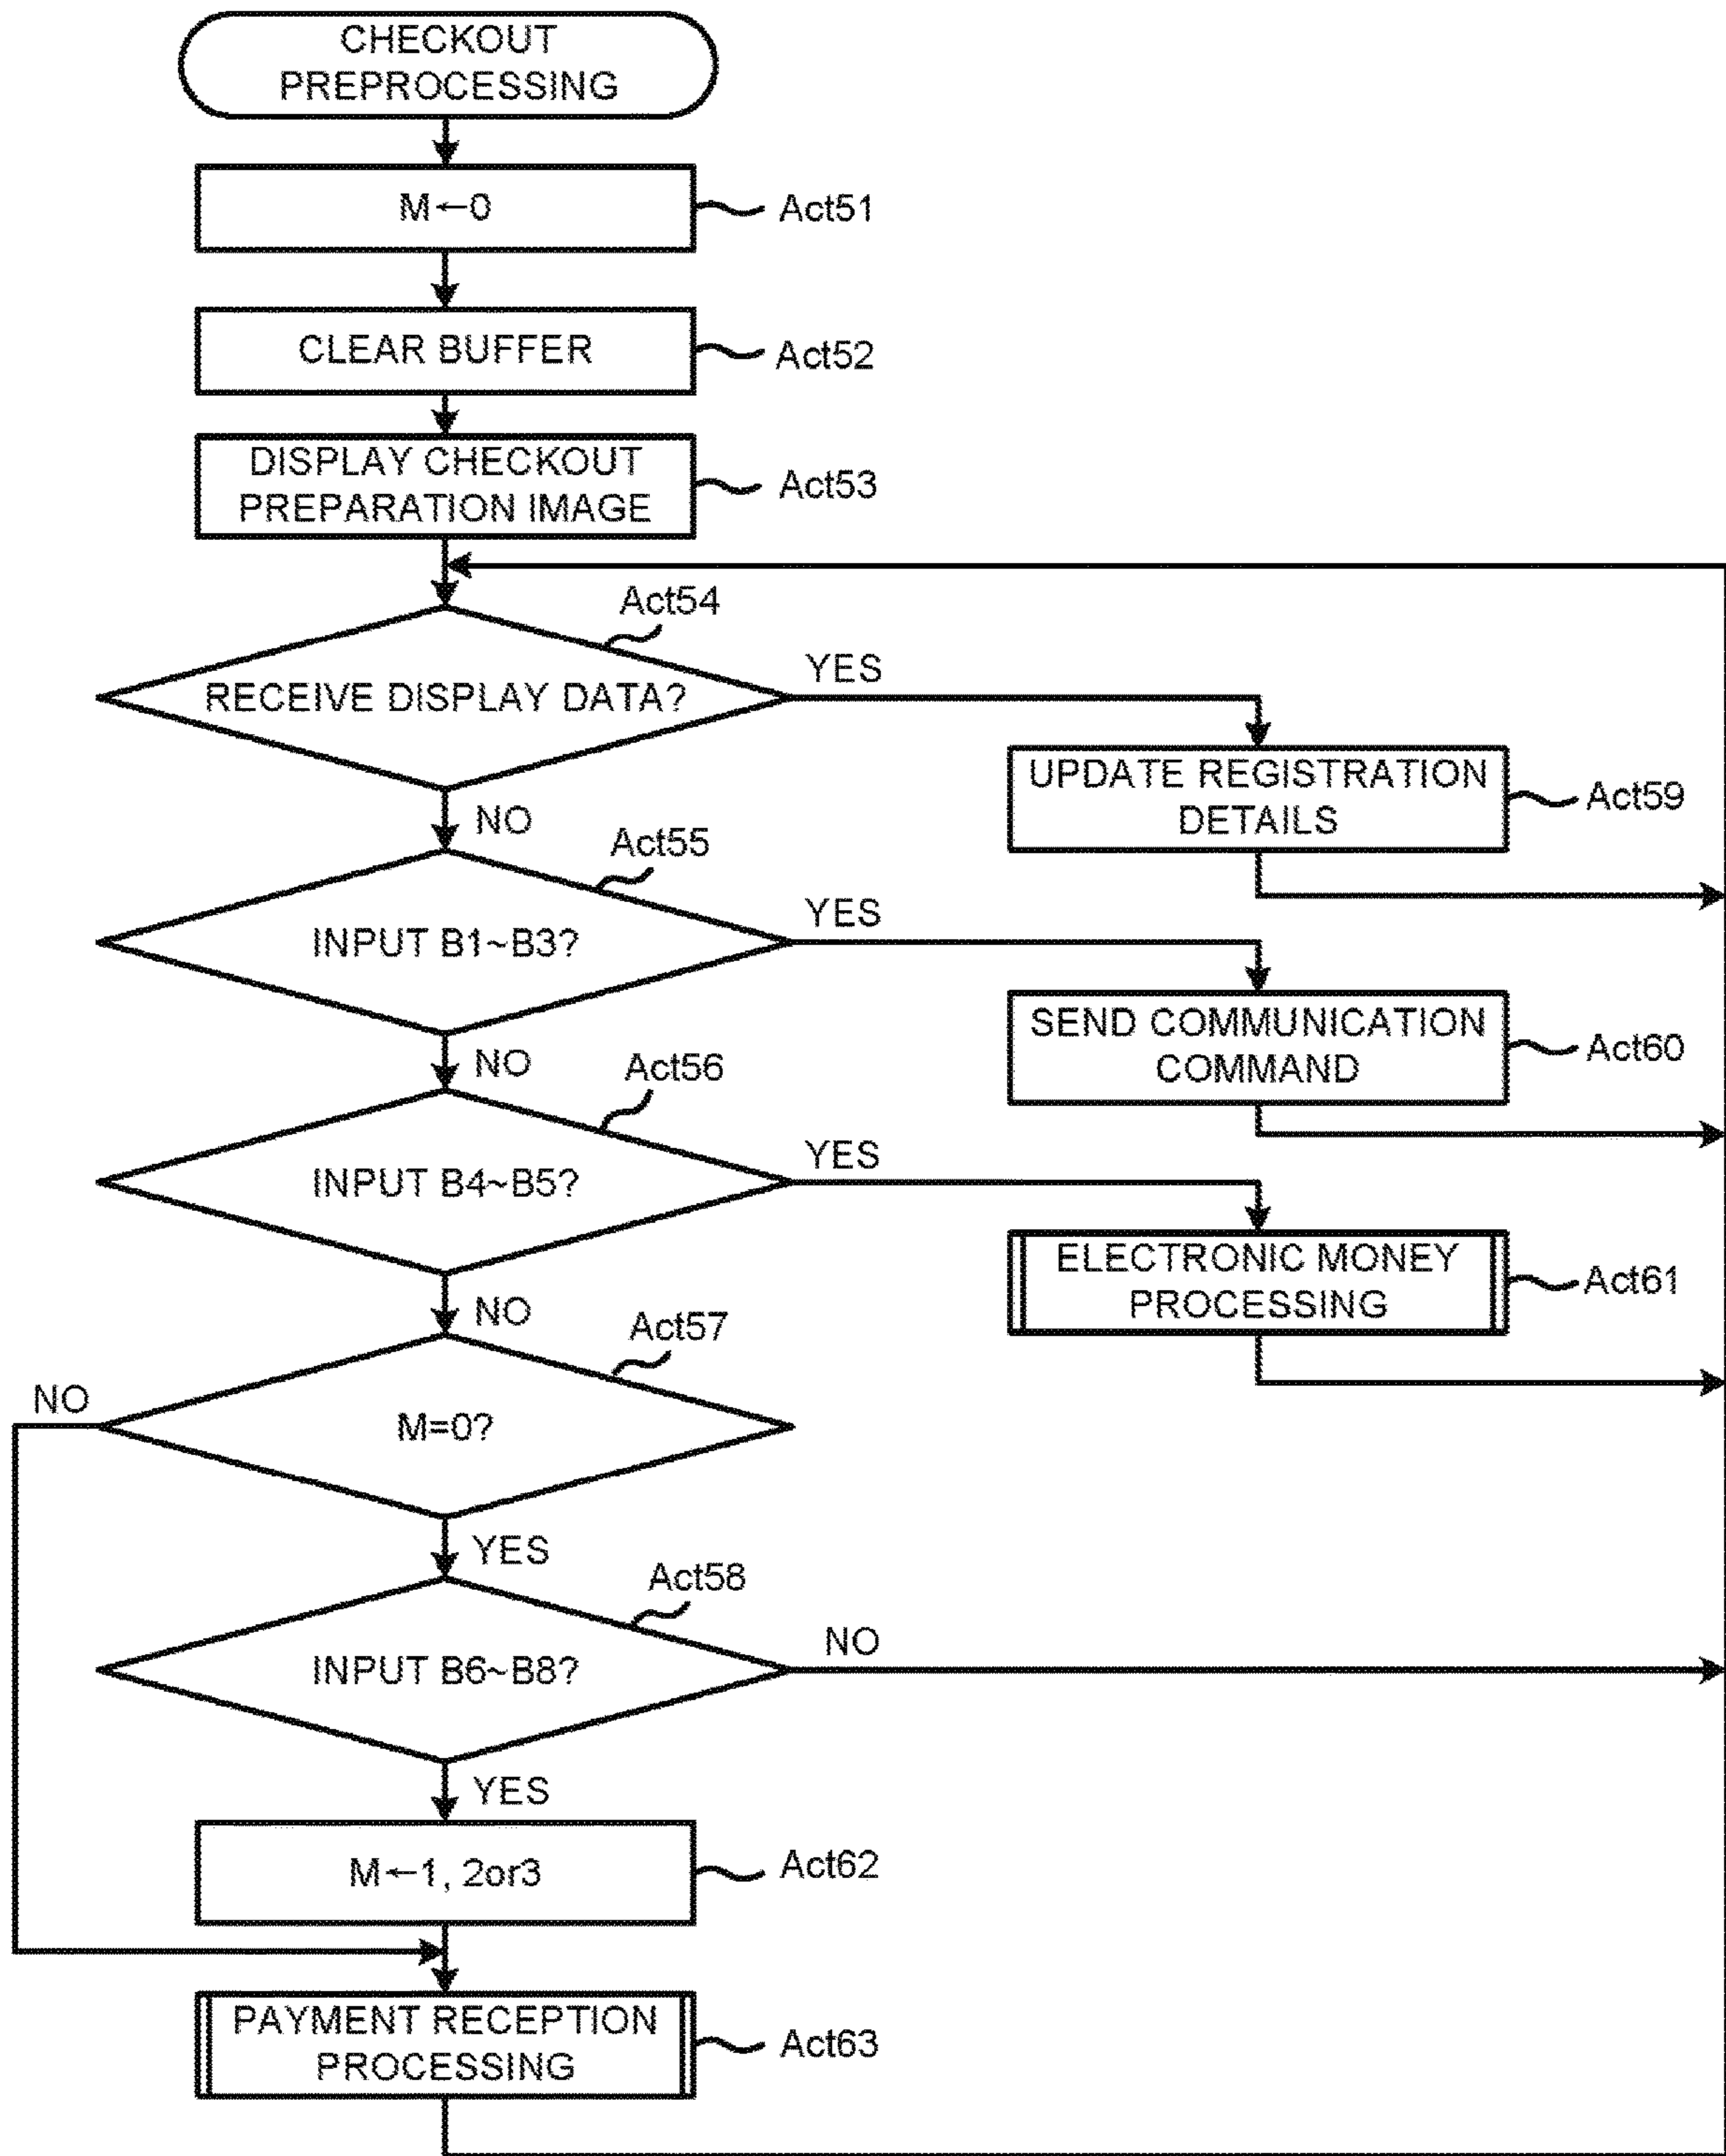 CHECKOUT
PREPROCESSING
M←0
Act51
CLEAR BUFFER
Act52
DISPLAY CHECKOUT
PREPARATION IMAGE
Act53
Act54
RECEIVE DISPLAY DATA?
YES
NO
UPDATE REGISTRATION
DETAILS
Act59
Act55
INPUT B1~B3?
YES
NO
SEND COMMUNICATION
COMMAND
Act60
Act56
INPUT B4~B5?
YES
NO
ELECTRONIC MONEY
PROCESSING
Act61
Act57
NO
M=0?
YES
Act58
INPUT B6~B8?
NO
YES
M←1, 2or3
Act62
PAYMENT RECEPTION
PROCESSING
Act63